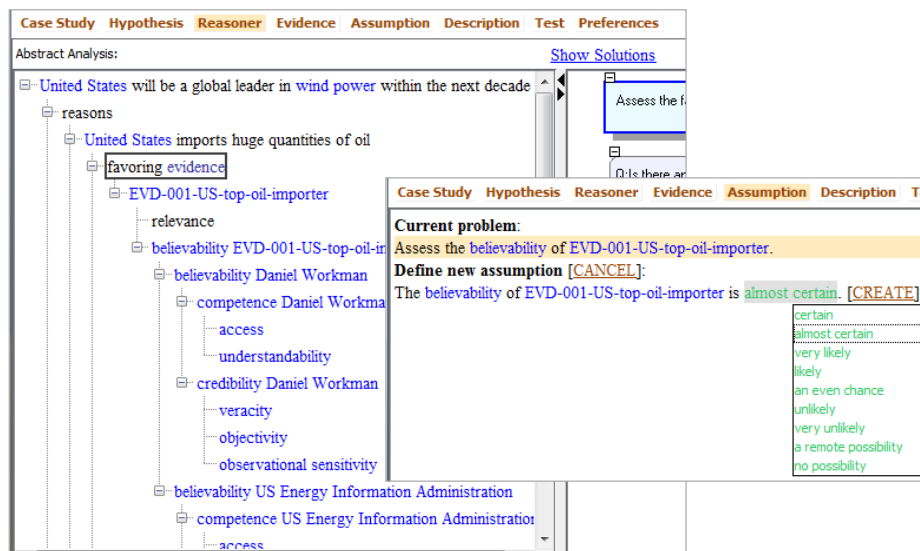 Case Study Hypothesis Reasoner Evidence Assumption Description Test Preferences
Abstract Analysis:
Show Solutions
United States will be a global leader in wind power within the next decade
reasons
United States imports huge quantities of oil
favoring evidence
EVD-001-US-top-oil-importer
relevance
believability EVD-001-US-top-oil-im
believability Daniel Workman
competence Daniel Workma
access
understandability
credibility Daniel Workman
veracity
objectivity
observational sensitivity
believability US Energy Information Administration
competence US Energy Information Administration
access
Assess the f
Q:Is there an
Case Study Hypothesis Reasoner Evidence Assumption Description T
Current problem:
Assess the believability of EVD-001-US-top-oil-importer.
Define new assumption [CANCEL]:
The believability of EVD-001-US-top-oil-importer is almost certain. [CREATE]
certain
almost certain
very likely
likely
an even chance
unlikely
very unlikely
a remote possibility
no possibility